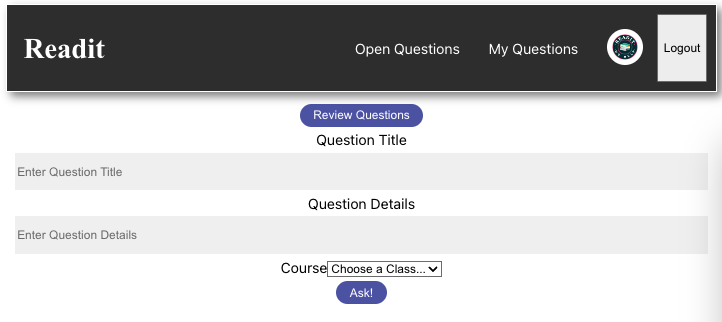 Readit
Open Questions
My Questions
Logout
Review Questions
Question Title
Enter Question Title
Question Details
Enter Question Details
Course Choose a Class...
Ask!